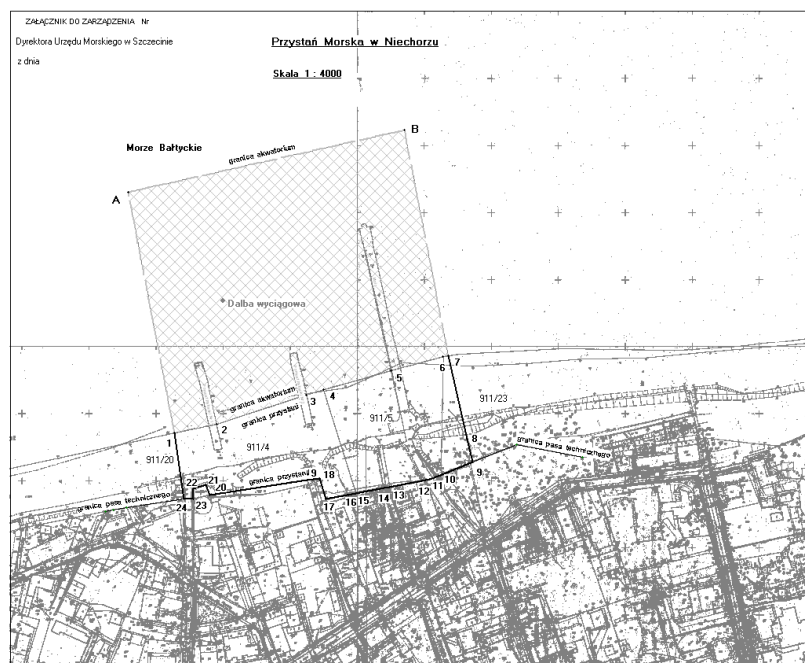 ZAŁĄCZNIK DO ZARZĄDZENIA Nr
Dyrektora Urzędu Morskiego w Szczecinie
z dnia
Przystań Morska w Niechorzu
Skala 1 : 4000
Morze Bałtyckie
granica akwatorium
B
A
Dalba wyciągowa
6
7
5
granica akwatorium
3
4
911/23
granica przystani
911/5
2
1
8
911/4
granica pasa technicznego
911/20
9
granica przystani
9
18
10
22
21
20
11
12
granica pasa technicznego
17
16
15
14
13
24
23